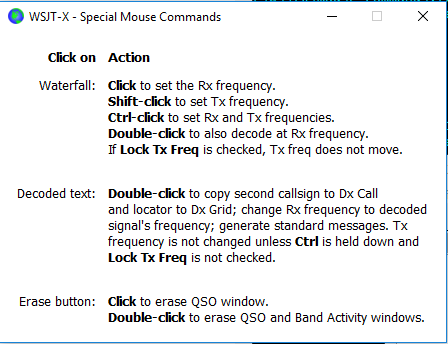 WSJT-X - Special Mouse Commands
Click on Action
Waterfall: Click to set the Rx frequency.
Shift-click to set Tx frequency.
Ctrl-click to set Rx and Tx frequencies.
Double-click to also decode at Rx frequency.
If Lock Tx Freq is checked, Tx freq does not move.
Decoded text: Double-click to copy second callsign to Dx Call
and locator to Dx Grid; change Rx frequency to decoded
signal's frequency; generate standard messages. Tx
frequency is not changed unless Ctrl is held down and
Lock Tx Freq is not checked.
Erase button: Click to erase QSO window.
Double-click to erase QSO and Band Activity windows.